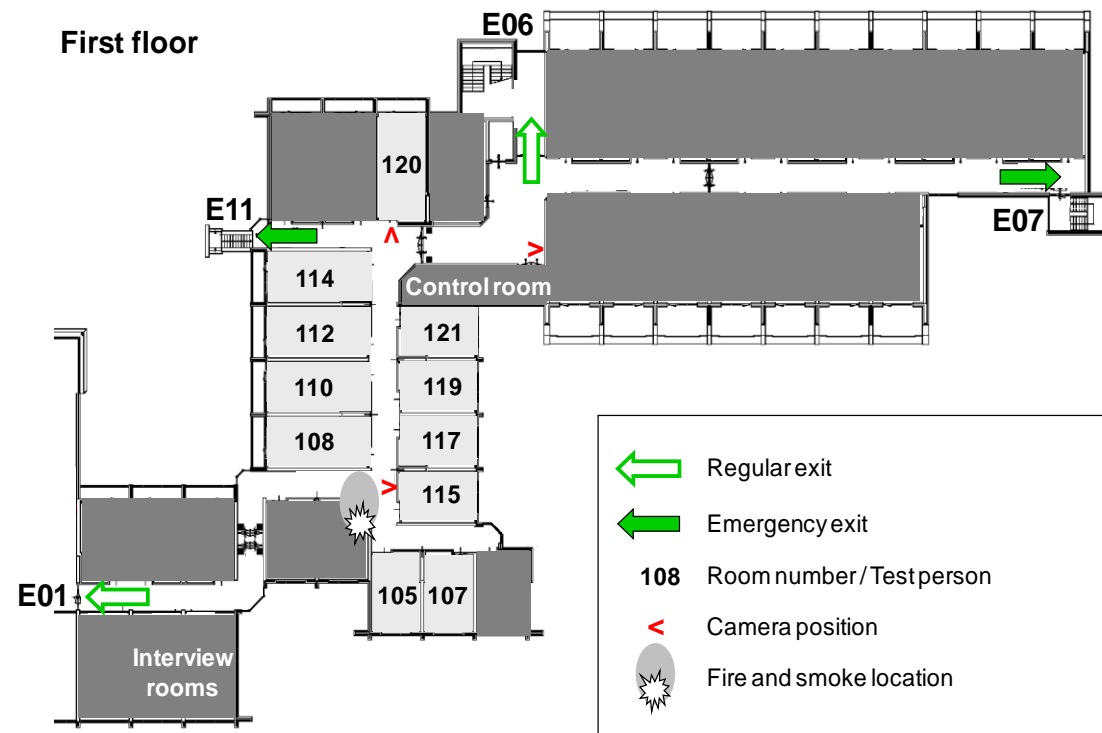 First floor
E06
120
E11
E07
114
Control room
112
121
110
119
108
117
115
105
107
E01
Interview
rooms
Regular exit
Emergency exit
108 Room number / Test person
< Camera position
Fire and smoke location